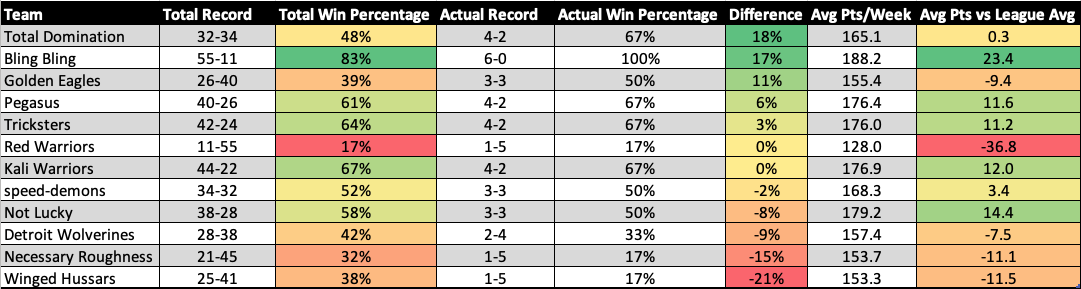 Team Total Record Total Win Percentage Actual Record Actual Win Percentage Difference Avg Pts/Week Avg Pts vs League Avg
Total Domination 32-34 48% 4-2 67% 18% 165.1 0.3
Bling Bling 55-11 83% 6-0 100% 17% 188.2 23.4
Golden Eagles 26-40 39% 3-3 50% 11% 155.4 -9.4
Pegasus 40-26 61% 4-2 67% 6% 176.4 11.6
Tricksters 42-24 64% 4-2 67% 3% 176.0 11.2
Red Warriors 11-55 17% 1-5 17% 0% 128.0 -36.8
Kali Warriors 44-22 67% 4-2 67% 0% 176.9 12.0
speed-demons 34-32 52% 3-3 50% -2% 168.3 3.4
Not Lucky 38-28 58% 3-3 50% -8% 179.2 14.4
Detroit Wolverines 28-38 42% 2-4 33% -9% 157.4 -7.5
Necessary Roughness 21-45 32% 1-5 17% -15% 153.7 -11.1
Winged Hussars 25-41 38% 1-5 17% -21% 153.3 -11.5